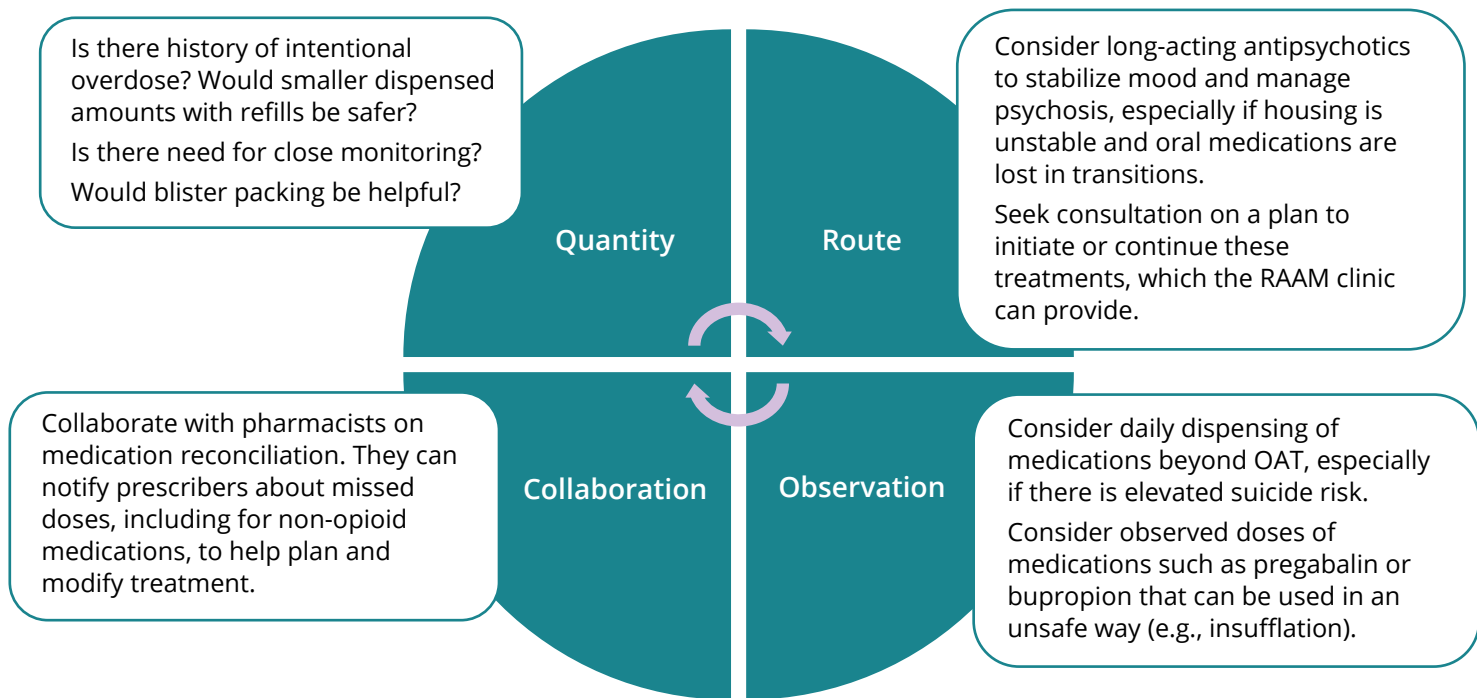 Is there history of intentional
overdose? Would smaller dispensed
amounts with refills be safer?
Is there need for close monitoring?
Would blister packing be helpful?
Quantity
Route
Consider long-acting antipsychotics
to stabilize mood and manage
psychosis, especially if housing is
unstable and oral medications are
lost in transitions.
Seek consultation on a plan to
initiate or continue these
treatments, which the RAAM clinic
can provide.
Collaborate with pharmacists on
medication reconciliation. They can
notify prescribers about missed
doses, including for non-opioid
medications, to help plan and
modify treatment.
Collaboration
Observation
Consider daily dispensing of
medications beyond OAT, especially
if there is elevated suicide risk.
Consider observed doses of
medications such as pregabalin or
bupropion that can be used in an
unsafe way (e.g., insufflation).